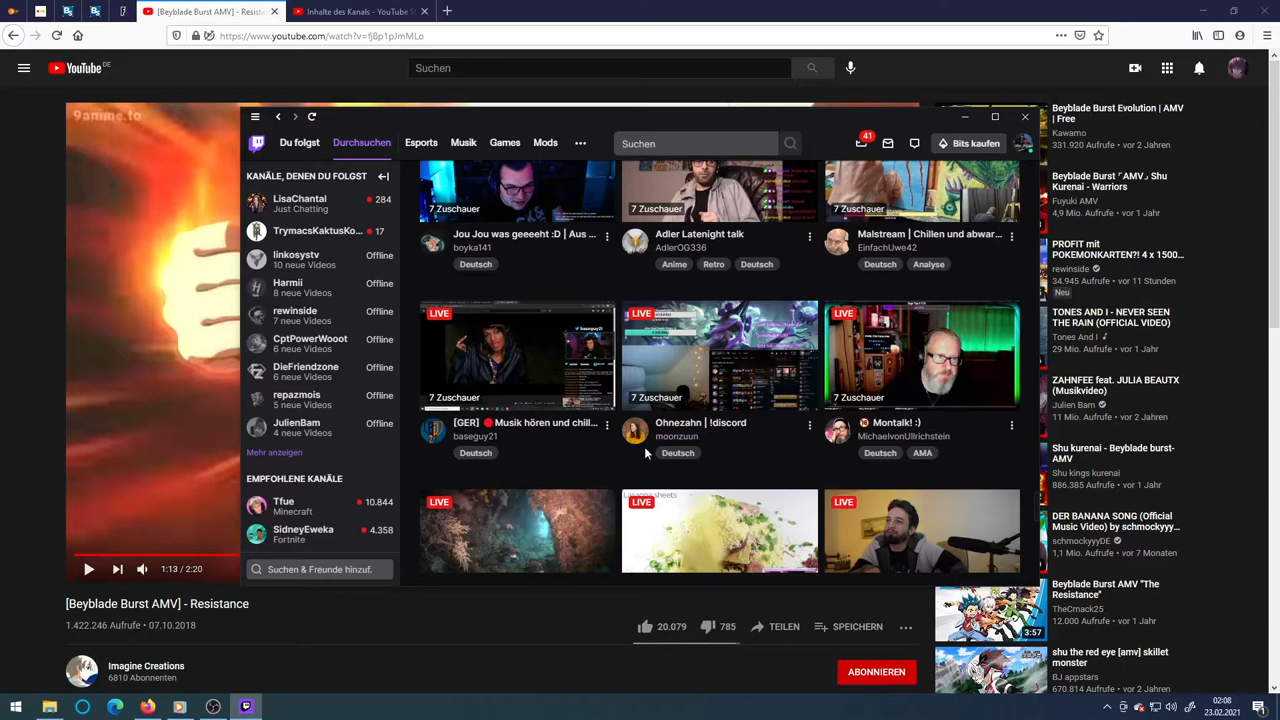 [Beyblade Burst AMV] - Resista
Inhalte des Kanals - YouTube S
https://www.youtube.com/watch?v=fj8p1pJmMLo
YouTube DE
Suchen
9anime.to
Du folgst
Durchsuchen
Esports
Musik
Games
Mods
Suchen
41
Bits kaufen
KANÄLE, DENEN DU FOLGST
LisaChantal
284
Just Chatting
TrymacsKaktusKo...
17
linkosystv
Offline
10 neue Videos
Harmii
Offline
8 neue Videos
rewinside
Offline
7 neue Videos
CptPowerWooot
Offline
6 neue Videos
DieFriendzone
Offline
6 neue Videos
repazmois
Offline
5 neue Videos
JulienBam
Offline
4 neue Videos
Mehr anzeigen
EMPFOHLENE KANÄLE
Tfue
10.844
Minecraft
SidneyEweka
4.358
Fortnite
Suchen & Freunde hinzuf.
7 Zuschauer
Jou Jou was geeeht :D | Aus ...
boyka141
Deutsch
7 Zuschauer
Adler Latenight talk
AdlerOG336
Anime
Retro
Deutsch
7 Zuschauer
Malstream | Chillen und abwar...
EinfachUwe42
Deutsch
Analyse
LIVE
baseguy21
7 Zuschauer
[GER] 🔴Musik hören und chill...
baseguy21
Deutsch
LIVE
7 Zuschauer
Ohnezahn | !discord
moonzuun
Deutsch
LIVE
7 Zuschauer
🔞 Montalk! :)
MichaelvonUllrichstein
Deutsch
AMA
LIVE
Lasagna sheets
LIVE
LIVE
1:13 / 2:20
[Beyblade Burst AMV] - Resistance
1.422.246 Aufrufe • 07.10.2018
20.079
785
TEILEN
SPEICHERN
Imagine Creations
6810 Abonnenten
ABONNIEREN
Beyblade Burst Evolution | AMV
| Free
Kawamo
331.920 Aufrufe • vor 2 Jahren
Beyblade Burst「AMV」Shu
Kurenai - Warriors
Fuyuki AMV
4,9 Mio. Aufrufe • vor 1 Jahr
PROFIT mit
POKEMONKARTEN?! 4 x 1500...
rewinside
34.945 Aufrufe • vor 11 Stunden
Neu
TONES AND I - NEVER SEEN
THE RAIN (OFFICIAL VIDEO)
Tones And I
29 Mio. Aufrufe • vor 1 Jahr
ZAHNFEE feat. JULIA BEAUTX
(Musikvideo)
Julien Bam
11 Mio. Aufrufe • vor 2 Jahren
Shu kurenai - Beyblade burst-
AMV
Shu kings kurenai
886.385 Aufrufe • vor 1 Jahr
DER BANANA SONG (Official
Music Video) by schmockyyy...
schmockyyyDE
1,1 Mio. Aufrufe • vor 7 Monaten
Beyblade Burst AMV "The
Resistance"
TheCmack25
12.000 Aufrufe • vor 1 Jahr
3:57
shu the red eye [amv] skillet
monster
BJ appstars
670.814 Aufrufe • vor 2 Jahren
02:08
23.02.2021